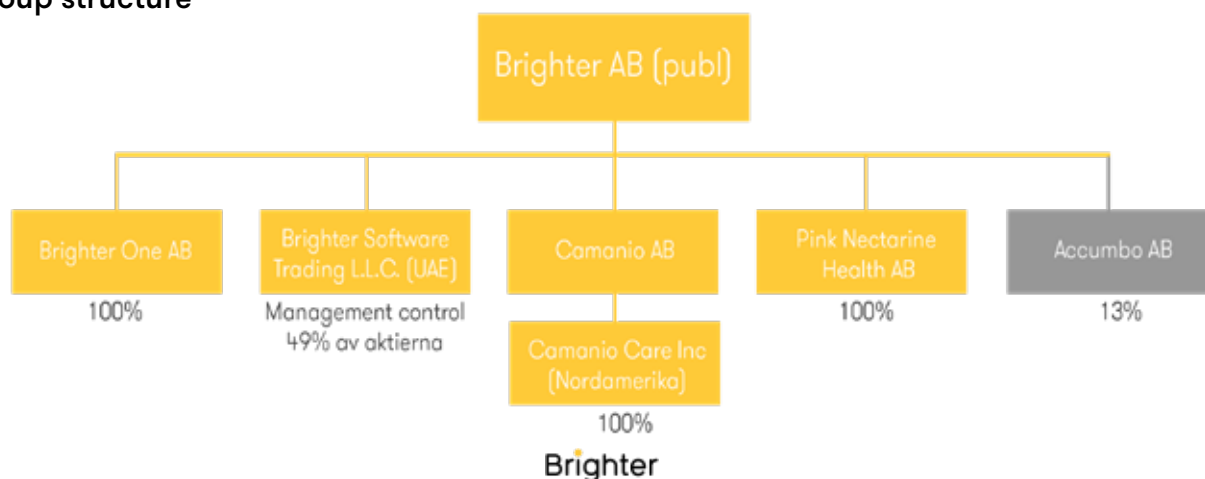 oup structure
Brighter AB (publ)
Brighter One AB
100%
Brighter Software
Trading L.L.C. (UAE)
Management control
49% av aktierna
Camanio AB
Camanio Care Inc
(Nordamerika)
100%
Pink Nectarine
Health AB
100%
Accumbo AB
13%
Brighter